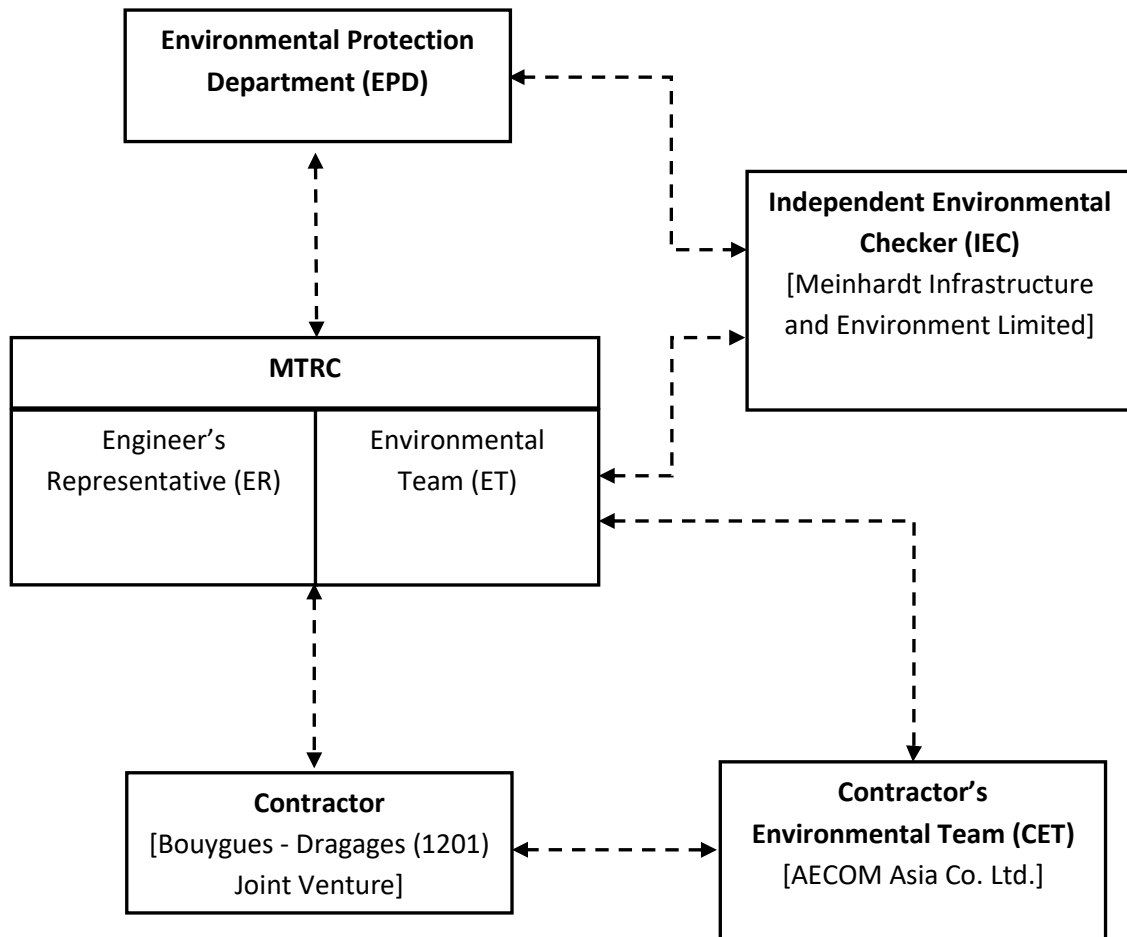 Environmental Protection
Department (EPD)
Independent Environmental
Checker (IEC)
[Meinhardt Infrastructure
and Environment Limited]
MTRC
Engineer’s
Representative (ER)
Environmental
Team (ET)
Contractor
[Bouygues - Dragages (1201)
Joint Venture]
Contractor’s
Environmental Team (CET)
[AECOM Asia Co. Ltd.]